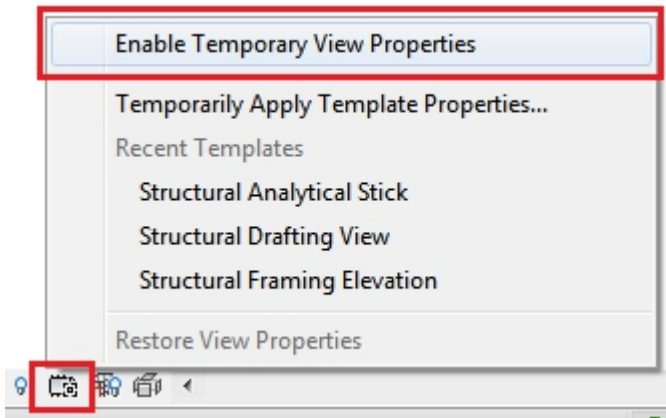 Enable Temporary View Properties
Temporarily Apply Template Properties...
Recent Templates
Structural Analytical Stick
Structural Drafting View
Structural Framing Elevation
Restore View Properties